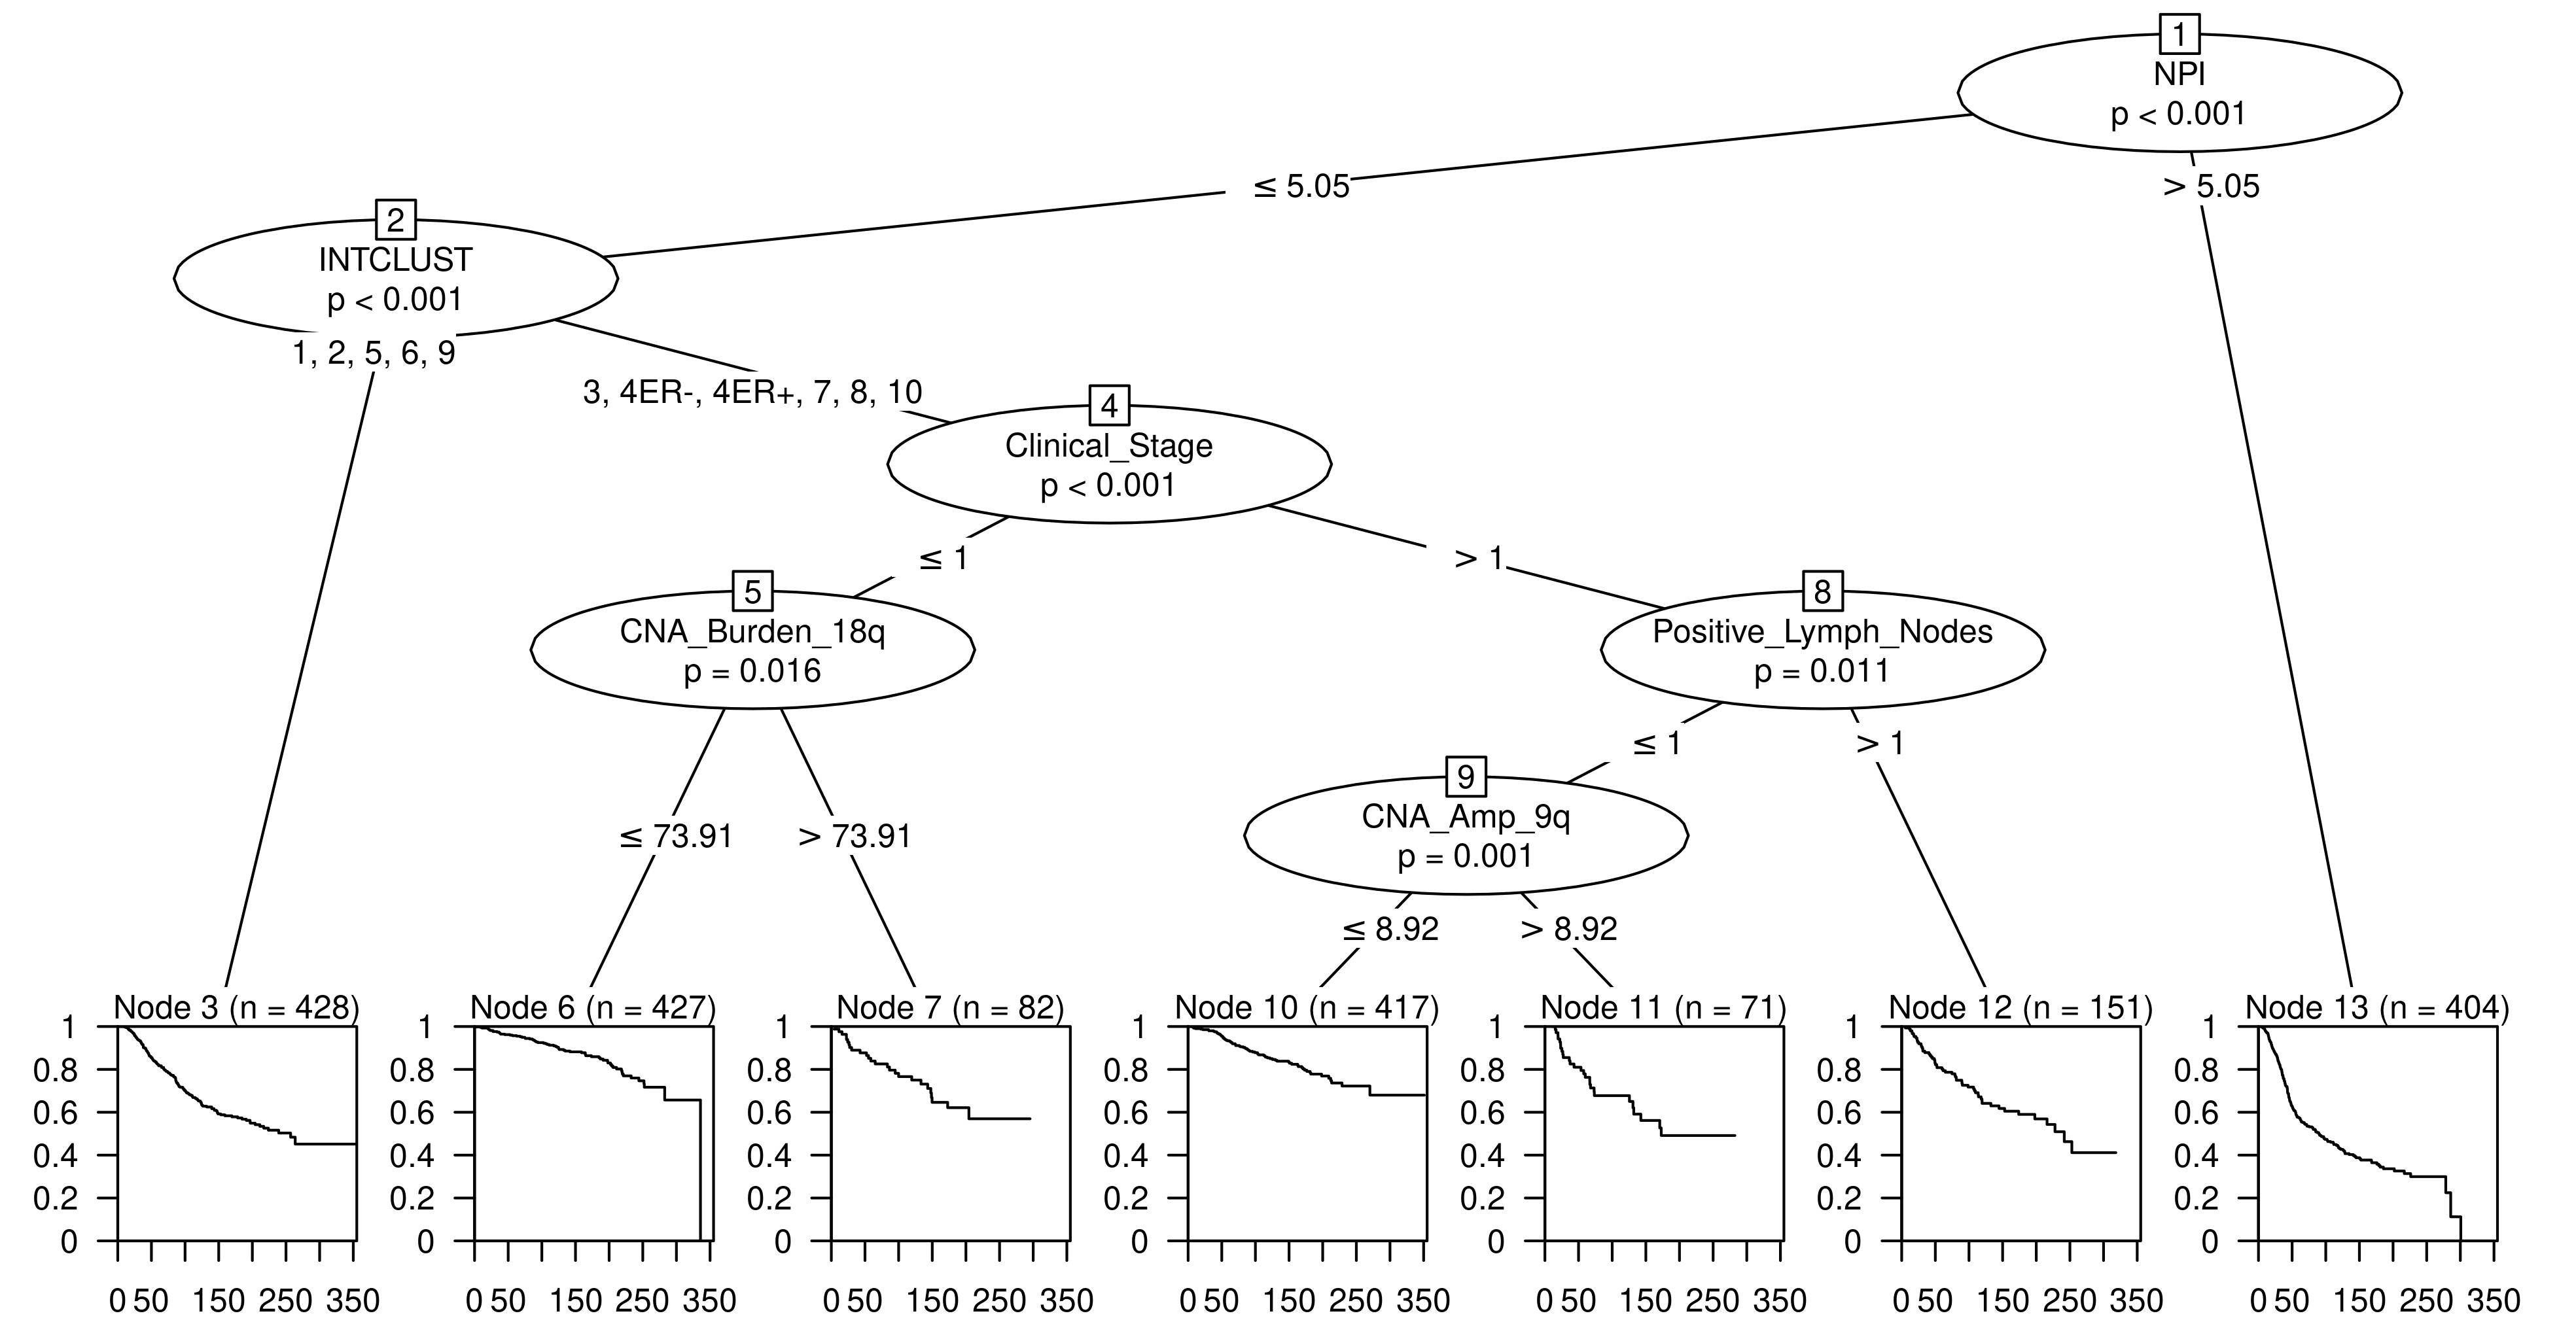 1
NPI
p < 0.001
≤ 5.05
> 5.05
2
INTCLUST
p < 0.001
1, 2, 5, 6, 9
3, 4ER-, 4ER+, 7, 8, 10
4
Clinical_Stage
p < 0.001
≤ 1
> 1
5
CNA_Burden_18q
p = 0.016
≤ 73.91
> 73.91
8
Positive_Lymph_Nodes
p = 0.011
≤ 1
> 1
9
CNA_Amp_9q
p = 0.001
≤ 8.92
> 8.92
Node 3 (n = 428)
1
0.8
0.6
0.4
0.2
0
0 50 150 250 350
Node 6 (n = 427)
1
0.8
0.6
0.4
0.2
0
0 50 150 250 350
Node 7 (n = 82)
1
0.8
0.6
0.4
0.2
0
0 50 150 250 350
Node 10 (n = 417)
1
0.8
0.6
0.4
0.2
0
0 50 150 250 350
Node 11 (n = 71)
1
0.8
0.6
0.4
0.2
0
0 50 150 250 350
Node 12 (n = 151)
1
0.8
0.6
0.4
0.2
0
0 50 150 250 350
Node 13 (n = 404)
1
0.8
0.6
0.4
0.2
0
0 50 150 250 350